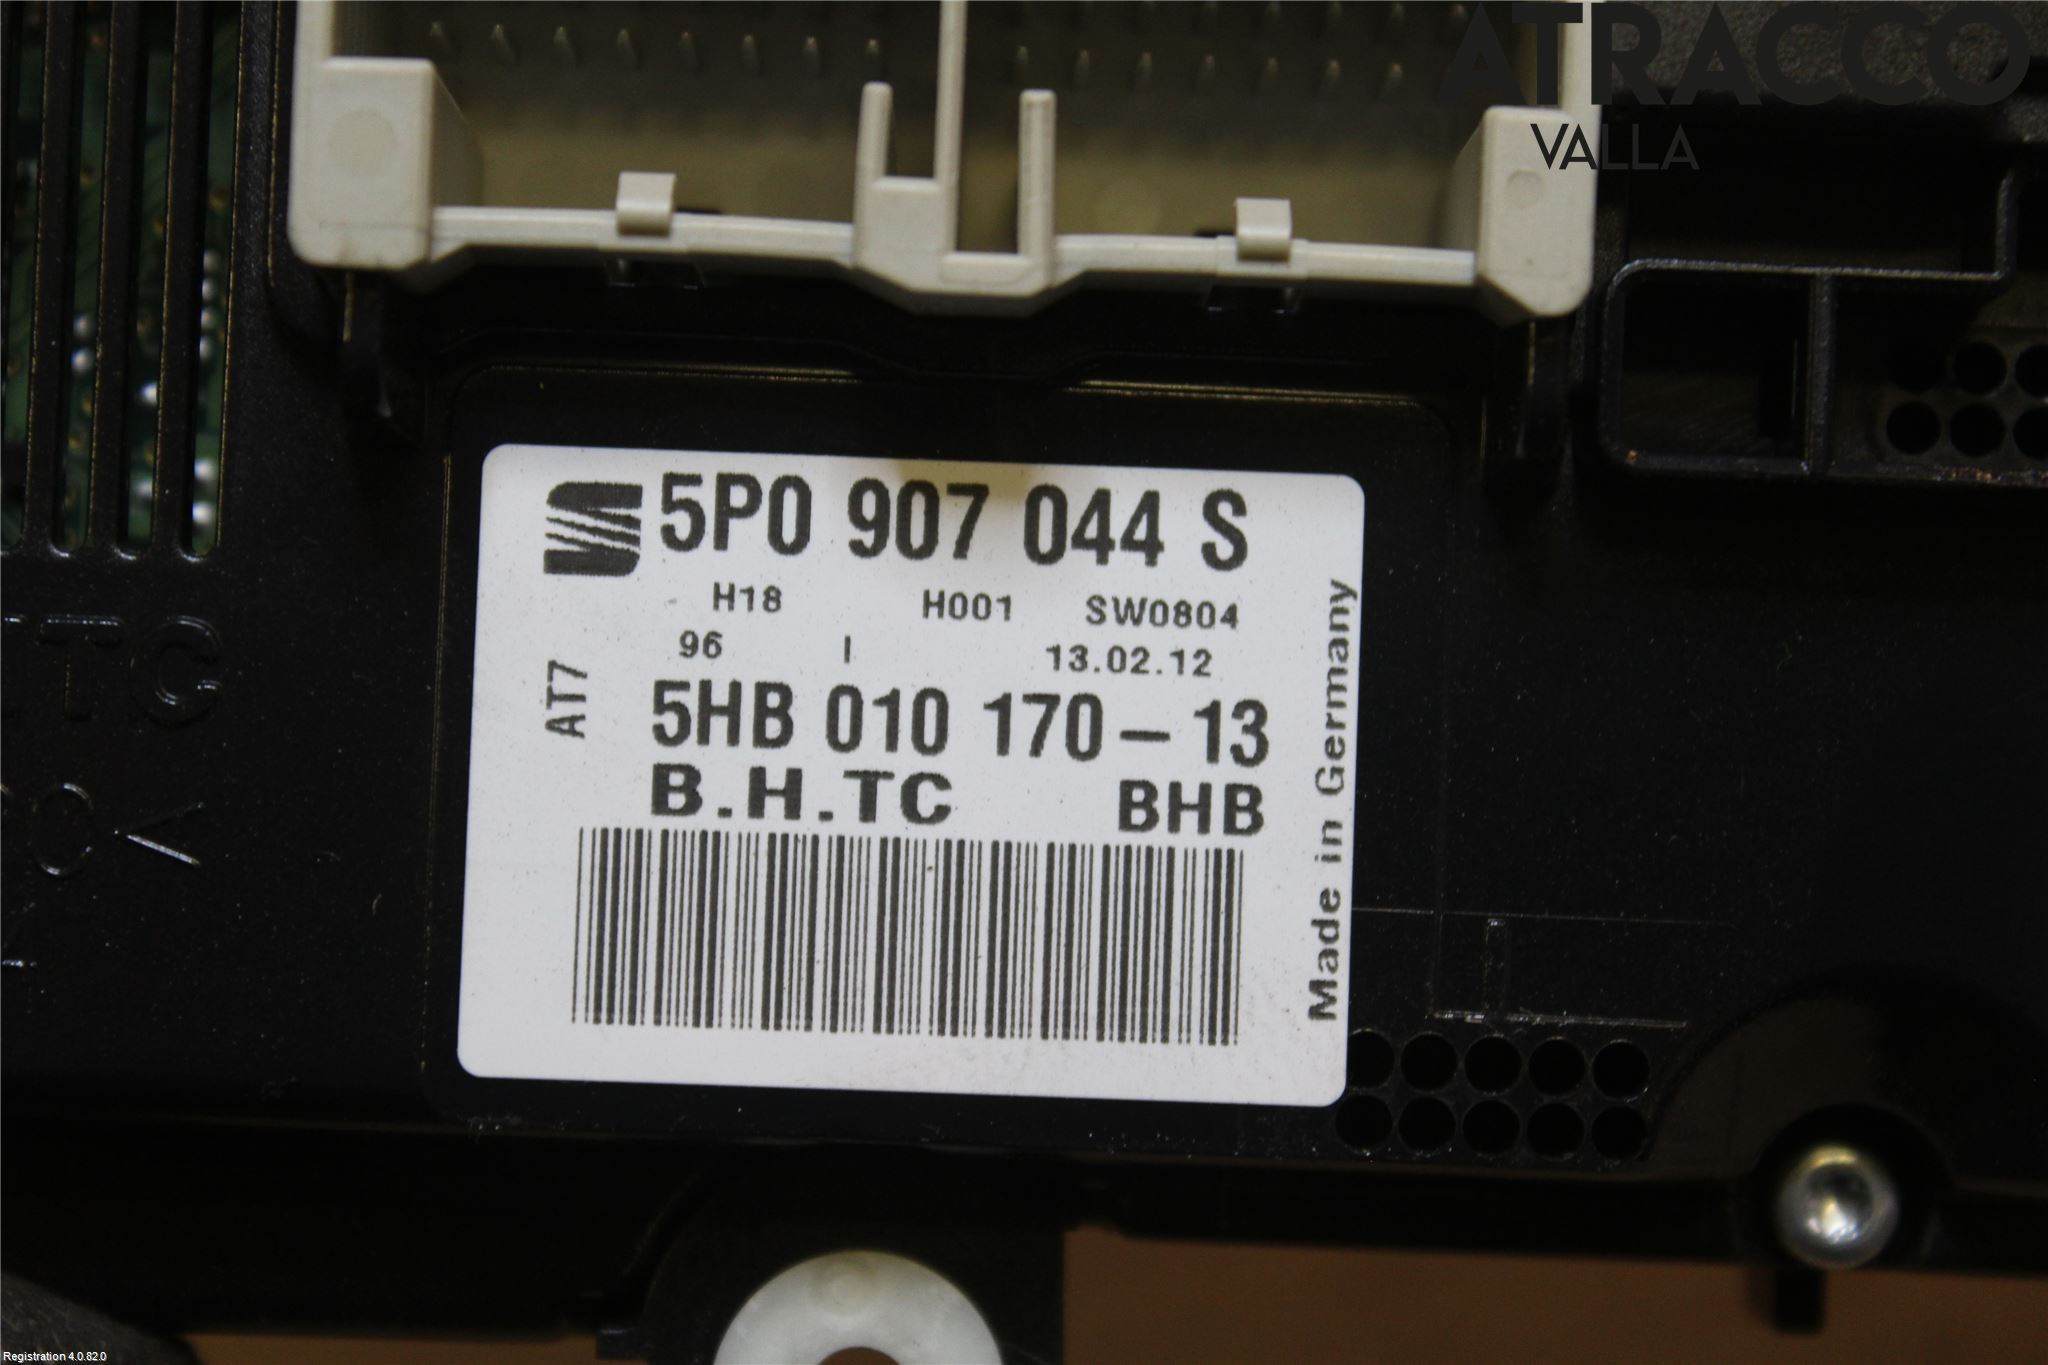 ATRACCO
VALLA
5P0 907 044 S
H18 H001 SW0804
96 I 13.02.12
AT7
5HB 010 170-13
B.H.TC BHB
Made in Germany
TC
Registration 4.0.82.0